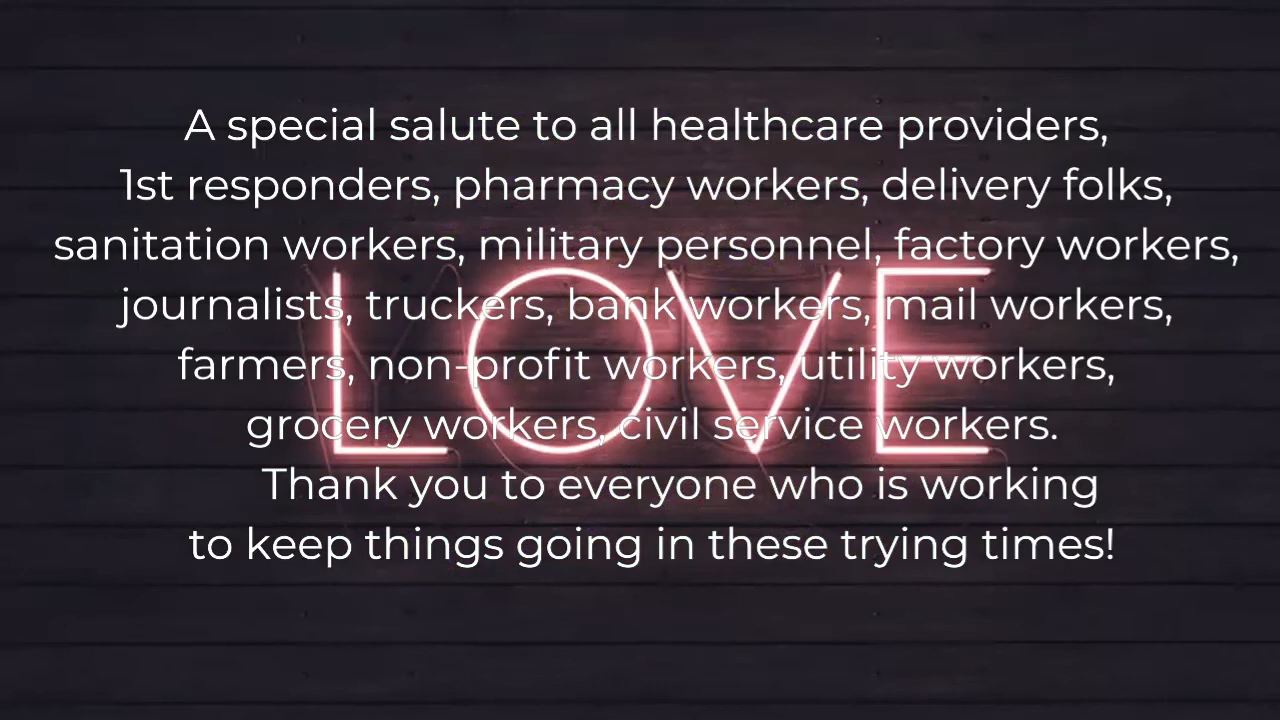 A special salute to all healthcare providers,
1st responders, pharmacy workers, delivery folks,
sanitation workers, military personnel, factory workers,
journalists, truckers, bank workers, mail workers,
farmers, non-profit workers, utility workers,
grocery workers, civil service workers.
Thank you to everyone who is working
to keep things going in these trying times!
LOVE